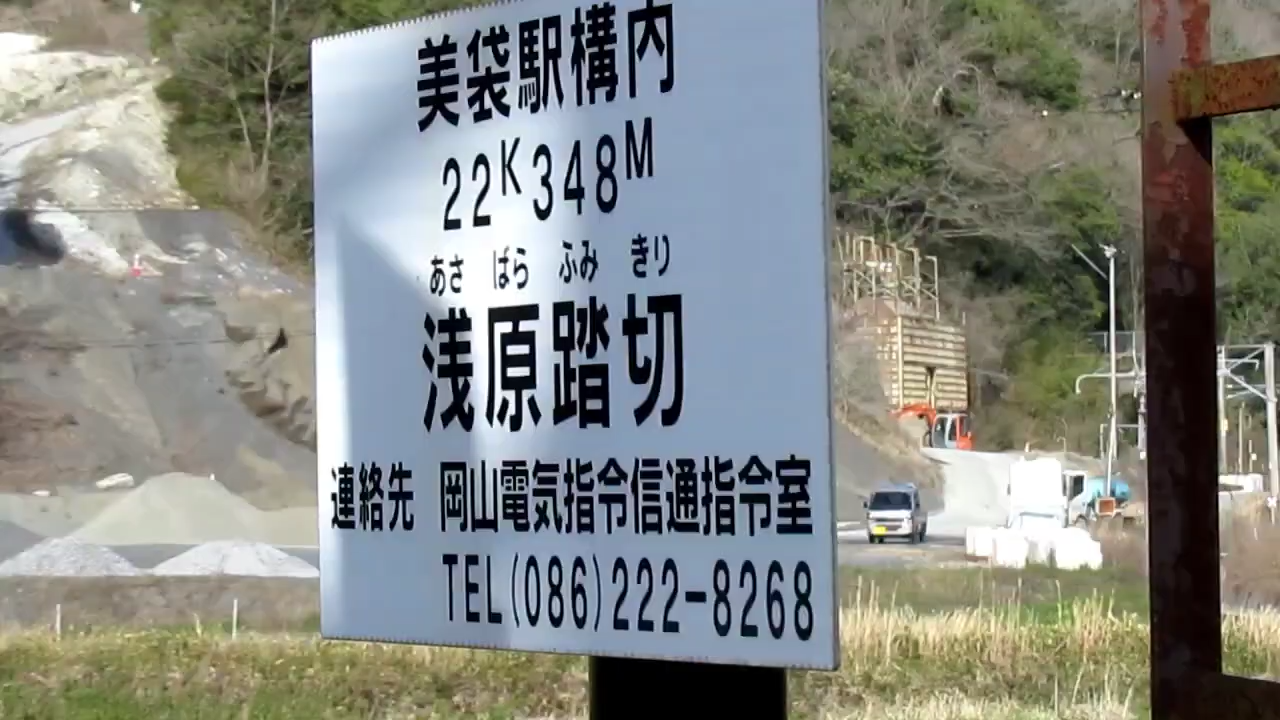 美袋駅構内
22K348M
あさ ばら ふみ きり
浅原踏切
連絡先 岡山電気指令信通指令室
TEL(086)222-8268